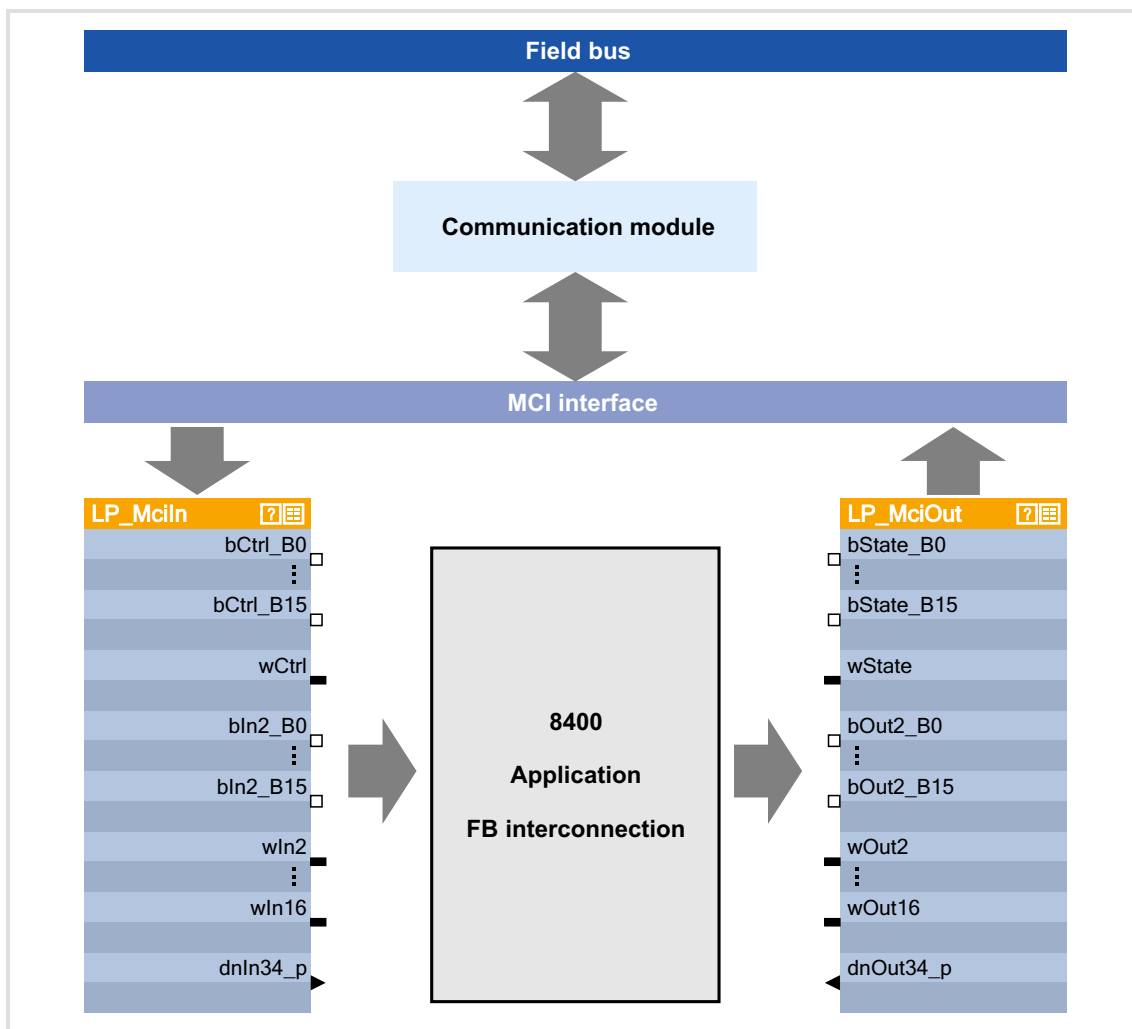 Field bus
Communication module
MCI interface
LP_MciIn
bCtrl_B0
bCtrl_B15
wCtrl
bIn2_B0
bIn2_B15
wIn2
wIn16
dnIn34_p
8400
Application
FB interconnection
LP_MciOut
bState_B0
bState_B15
wState
bOut2_B0
bOut2_B15
wOut2
wOut16
dnOut34_p